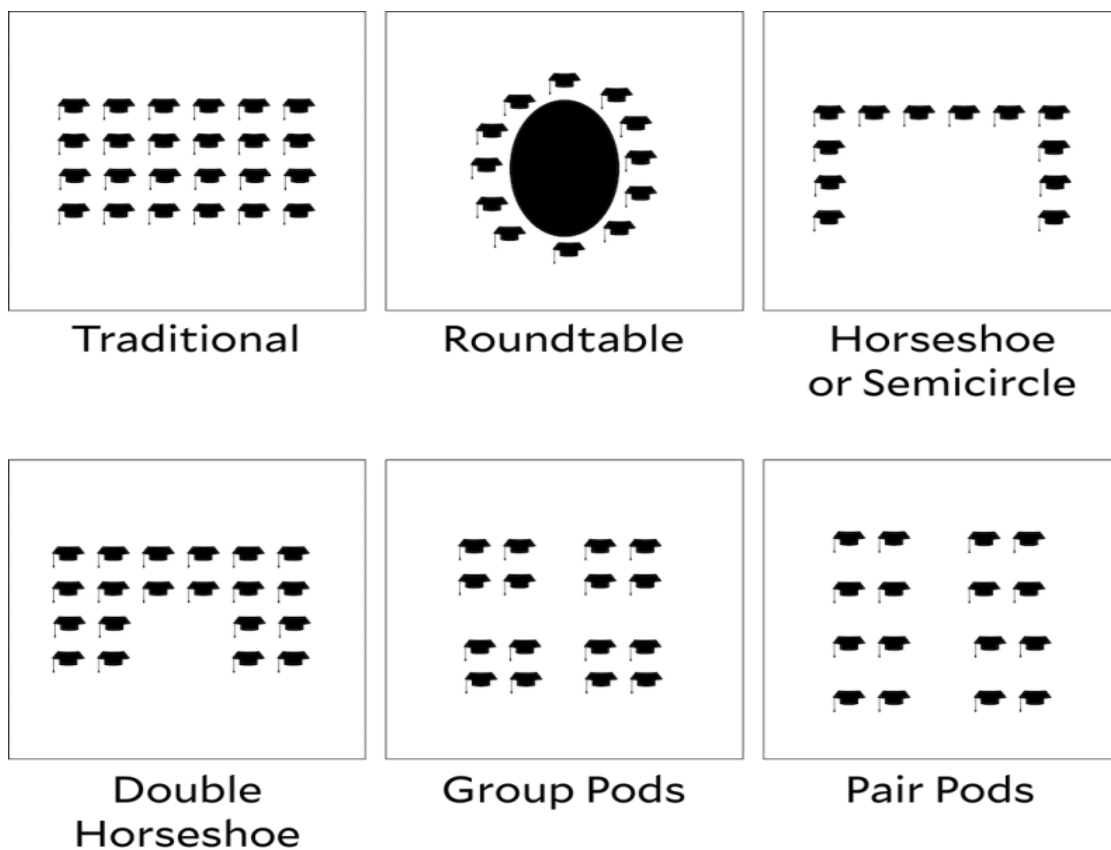 Traditional
Roundtable
Horseshoe
or Semicircle
Double
Horseshoe
Group Pods
Pair Pods